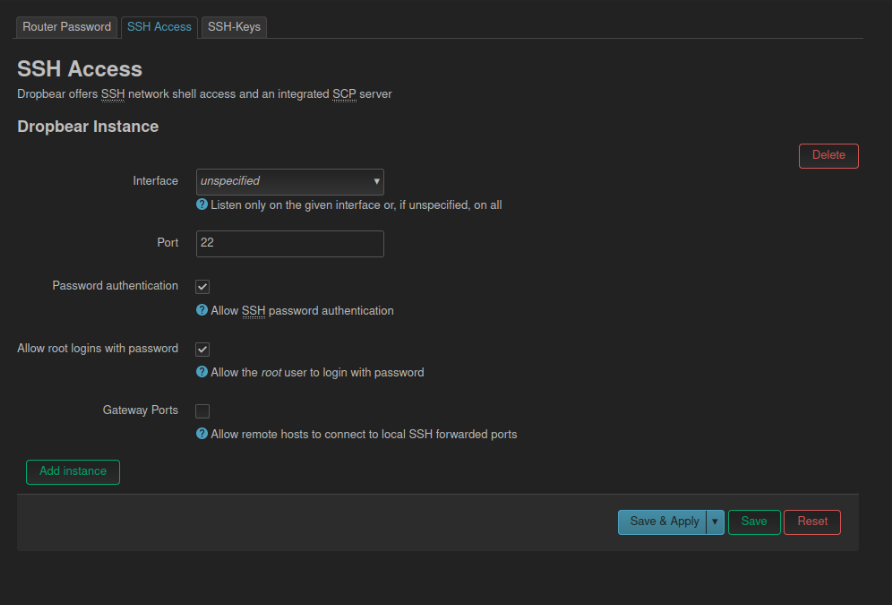 Router Password SSH Access SSH-Keys
SSH Access
Dropbear offers SSH network shell access and an integrated SCP server
Dropbear Instance
Delete
Interface unspecified
Listen only on the given interface or, if unspecified, on all
Port 22
Password authentication
Allow SSH password authentication
Allow root logins with password
Allow the root user to login with password
Gateway Ports
Allow remote hosts to connect to local SSH forwarded ports
Add instance
Save & Apply Save Reset